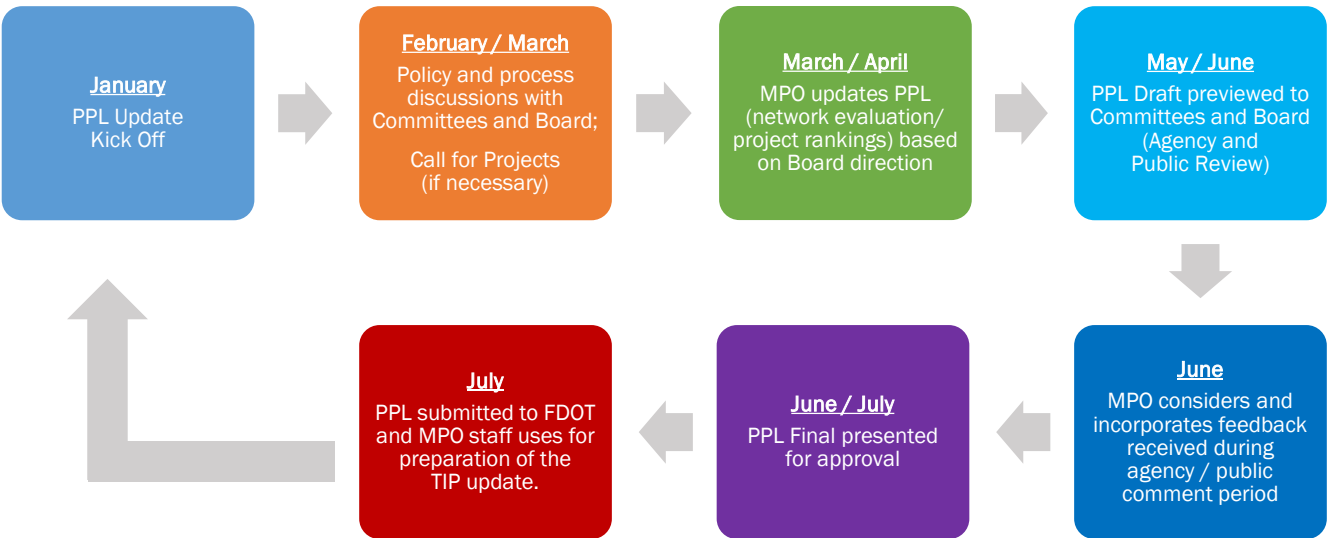 January
PPL Update
Kick Off
February / March
Policy and process
discussions with
Committees and Board;
Call for Projects
(if necessary)
March / April
MPO updates PPL
(network evaluation/
project rankings) based
on Board direction
May / June
PPL Draft previewed to
Committees and Board
(Agency and
Public Review)
June
MPO considers and
incorporates feedback
received during
agency / public
comment period
June / July
PPL Final presented
for approval
July
PPL submitted to FDOT
and MPO staff uses for
preparation of the
TIP update.